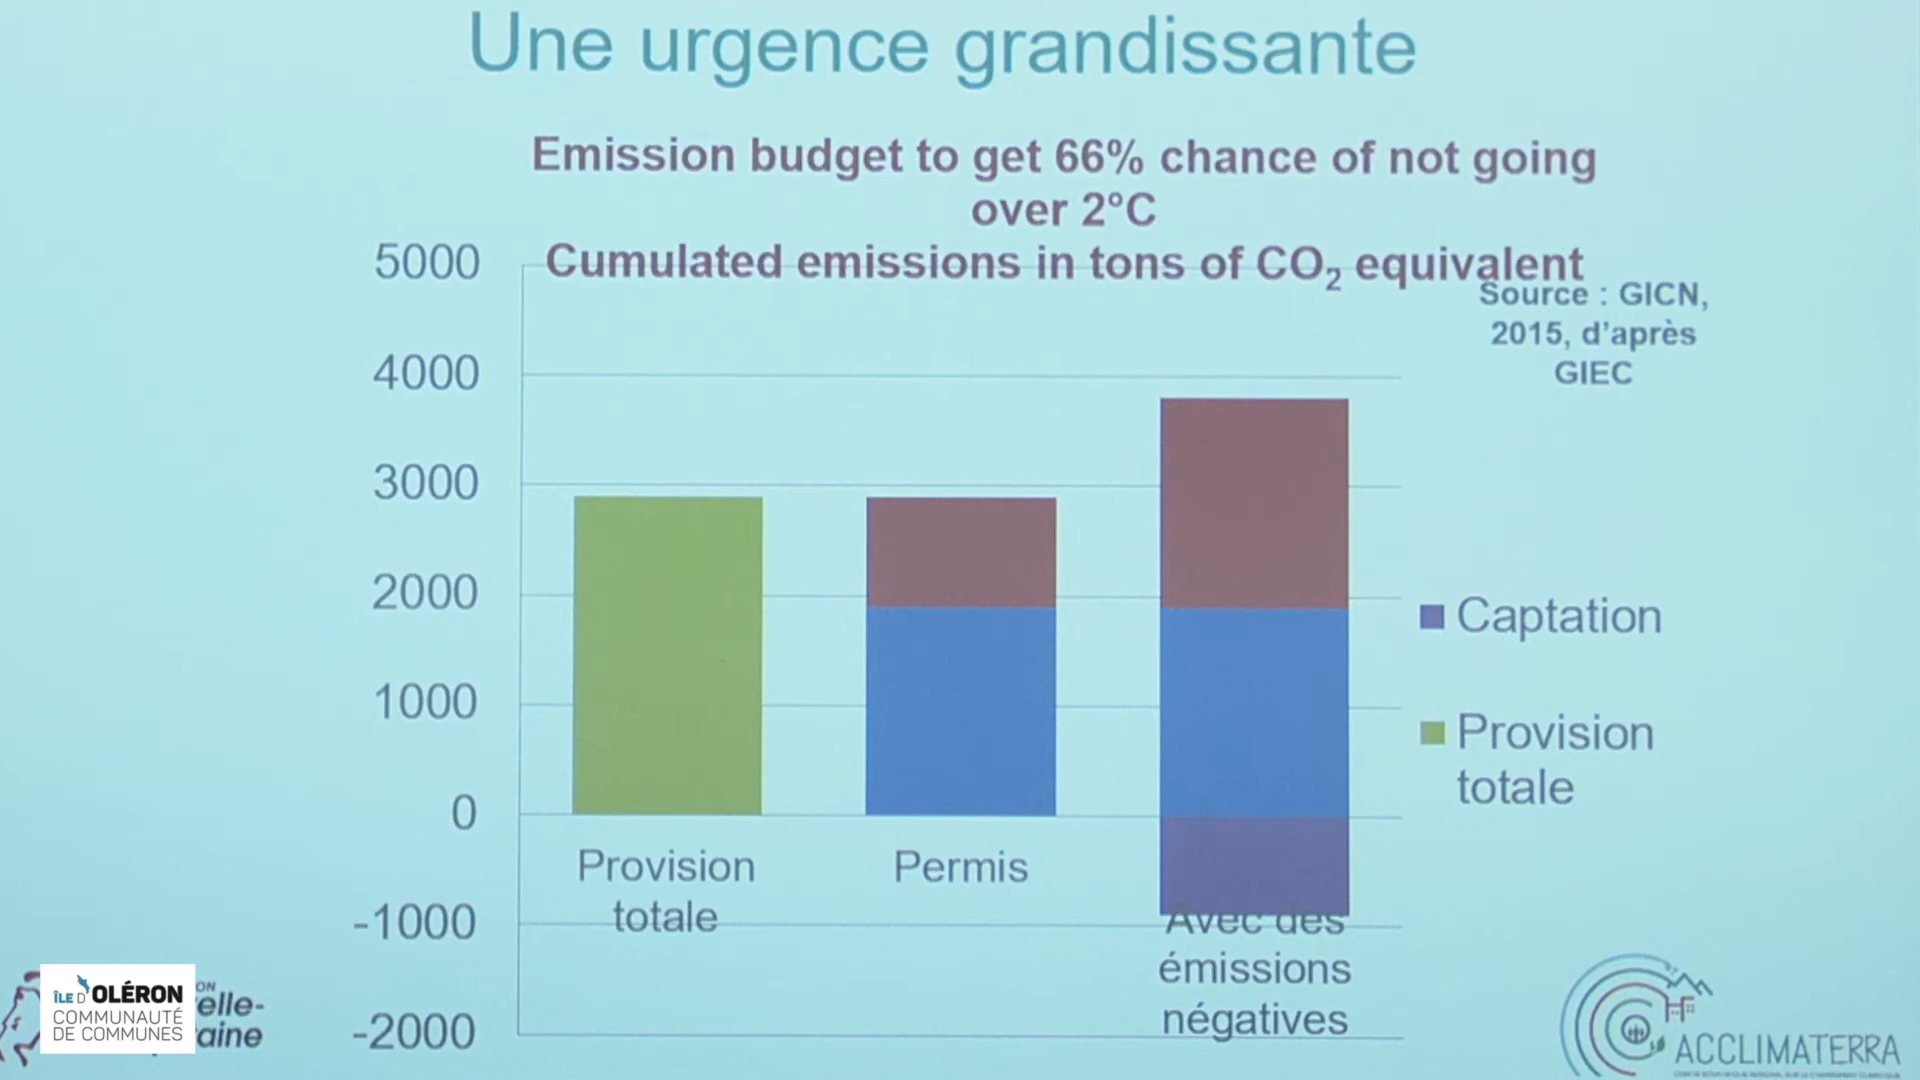 Une urgence grandissante
Emission budget to get 66% chance of not going
over 2°C
Cumulated emissions in tons of CO₂ equivalent
Source : GICN,
2015, d'après
GIEC
5000
4000
3000
2000
1000
0
-1000
-2000
Provision
totale
Permis
Avec des
émissions
négatives
Captation
Provision
totale
ÎLE D'OLÉRON
COMMUNAUTÉ
DE COMMUNES
ON
elle-
aine
ACCLIMATERRA